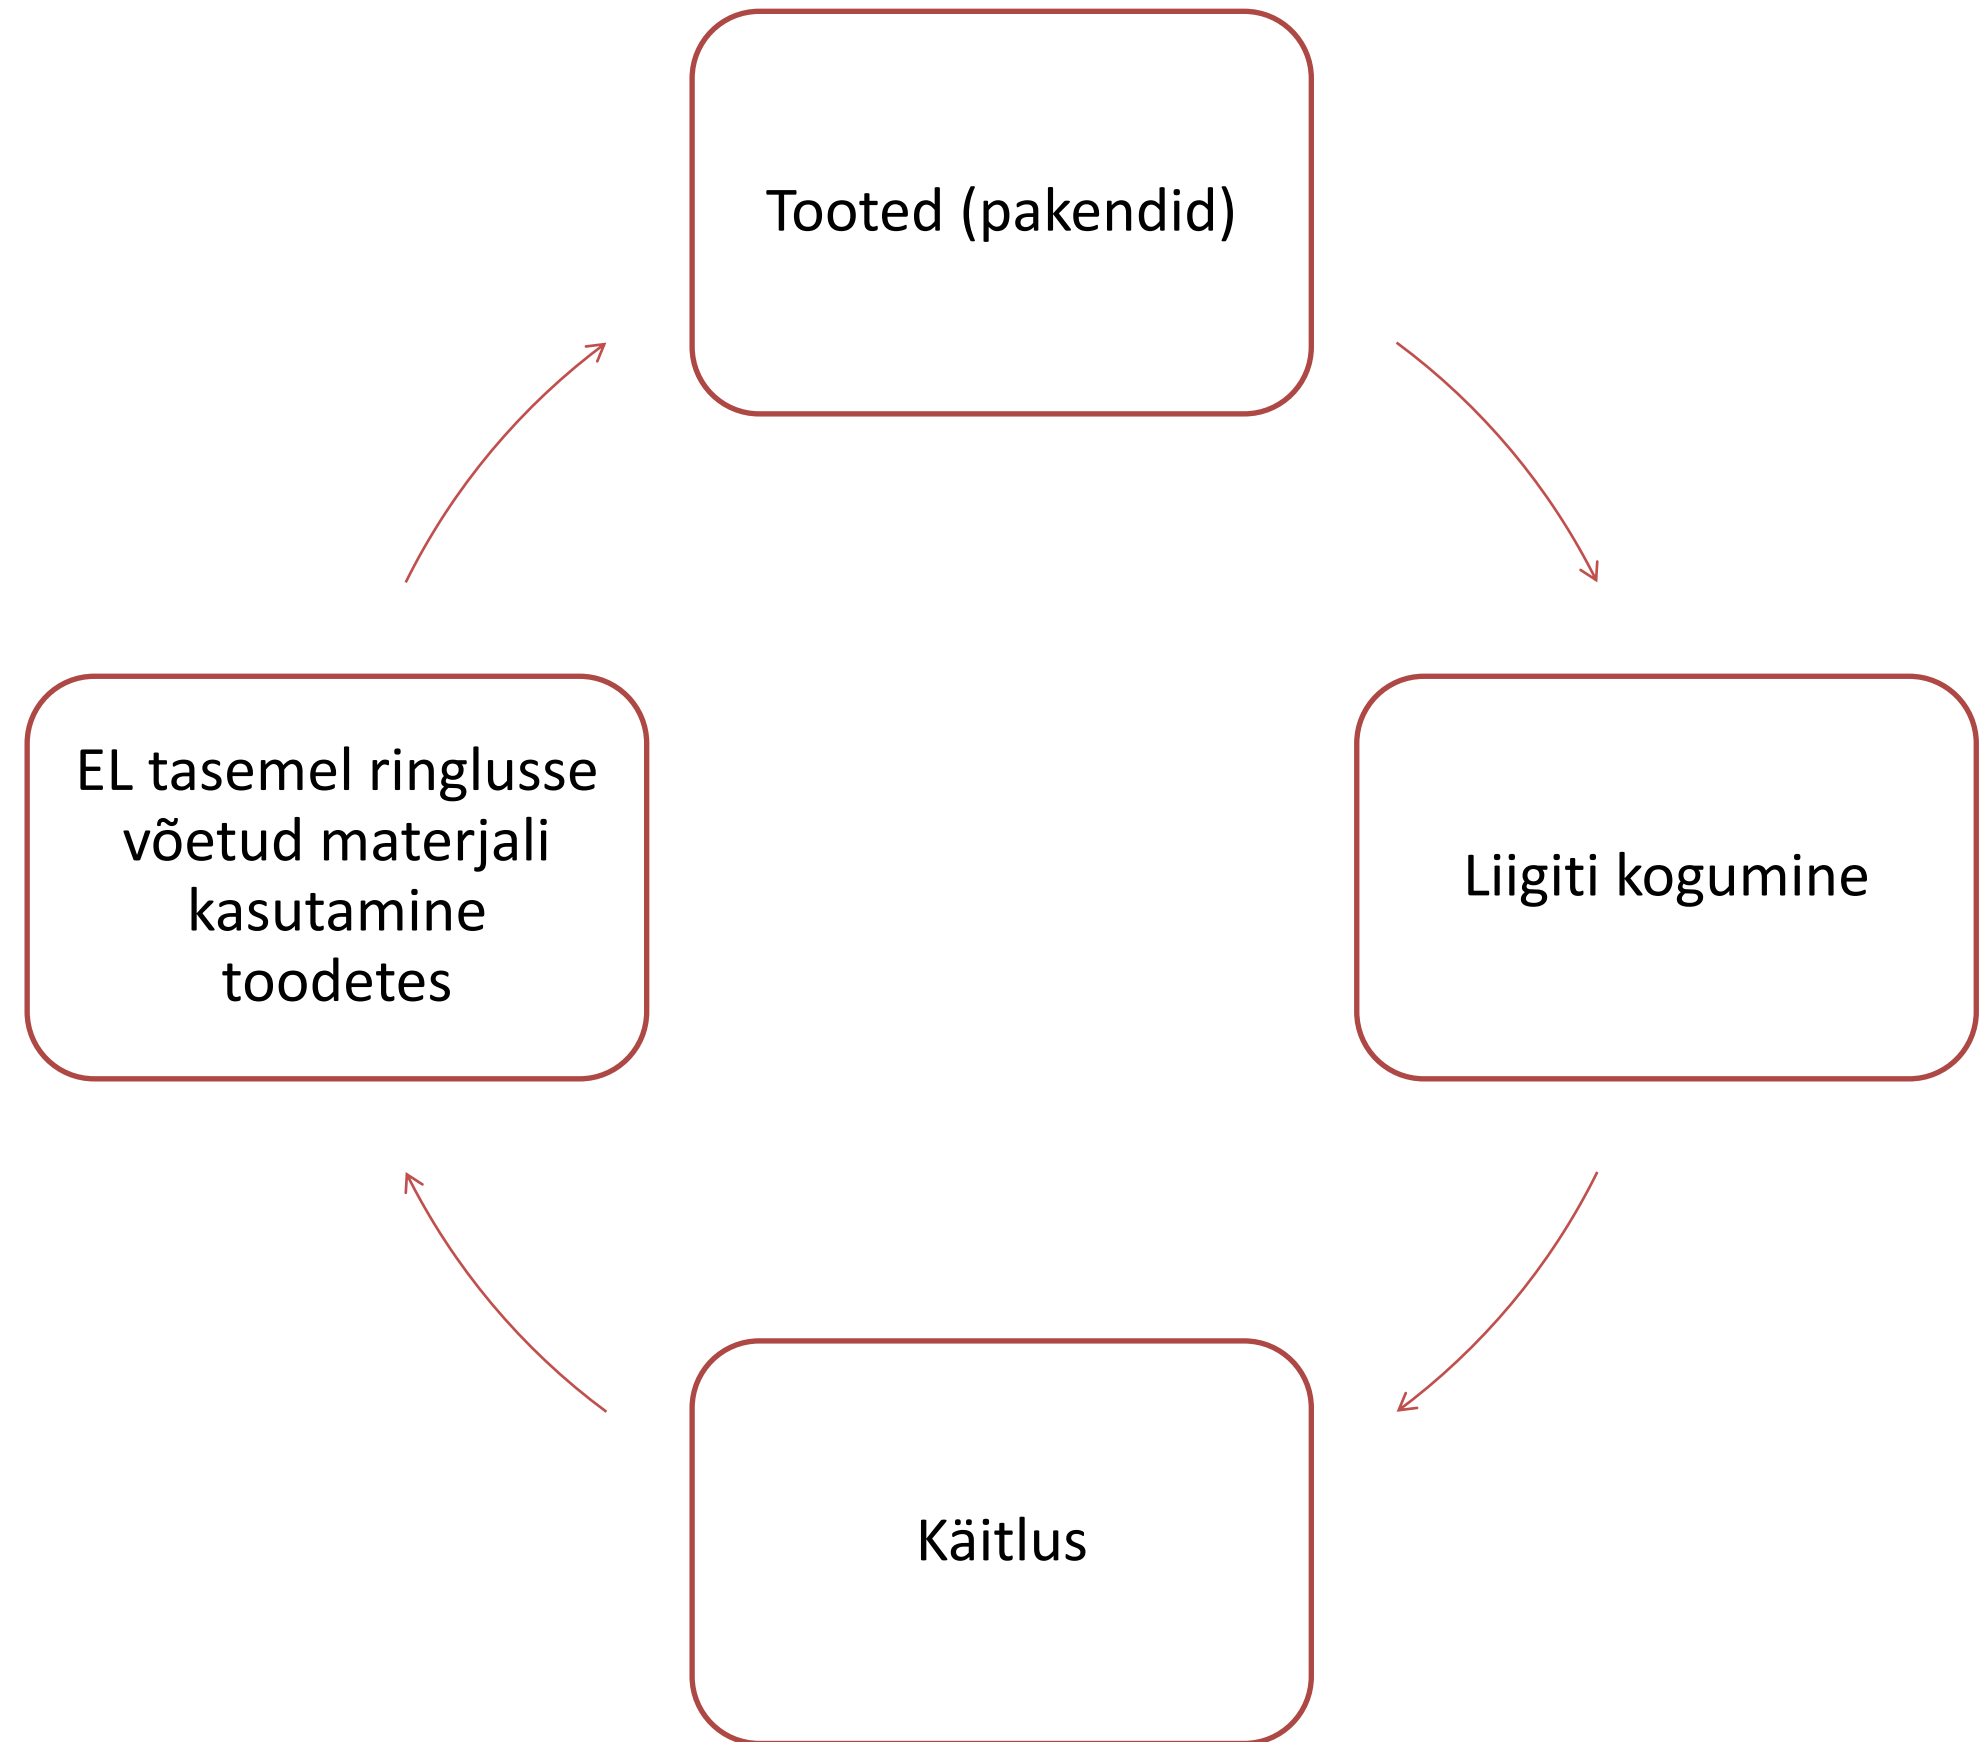 Tooted (pakendid)
EL tasemel ringlusse
võetud materjali
kasutamine
toodetes
Liigiti kogumine
Käitlus